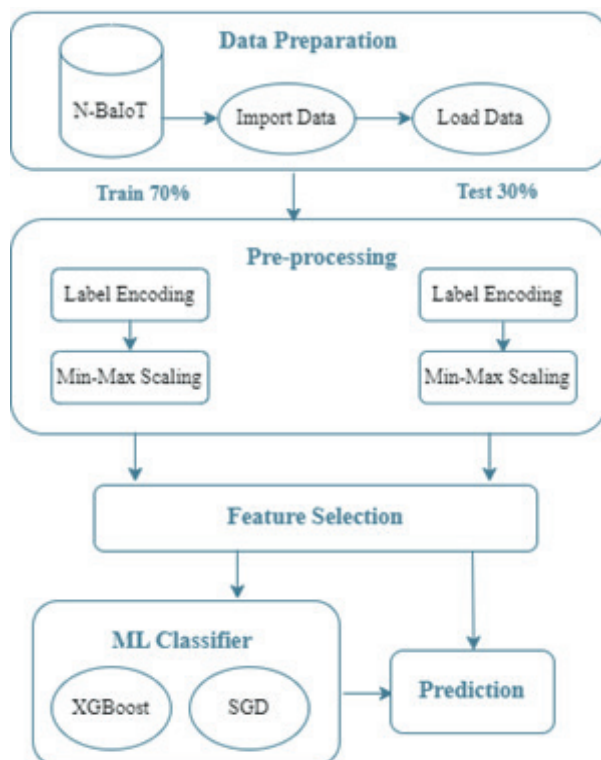 Data Preparation
N-BaIoT
Import Data
Load Data
Train 70%
Test 30%
Pre-processing
Label Encoding
Label Encoding
Min-Max Scaling
Min-Max Scaling
Feature Selection
ML Classifier
XGBoost
SGD
Prediction